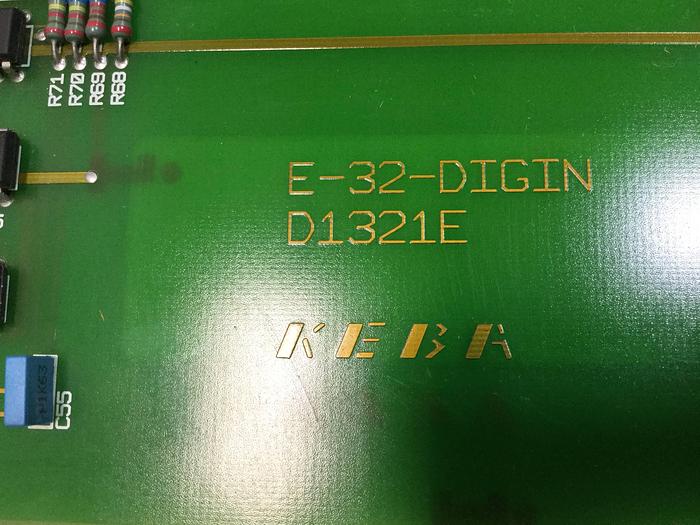 R71
R70
R69
R68
E-32-DIGIN
D1321E
KEBA
C55